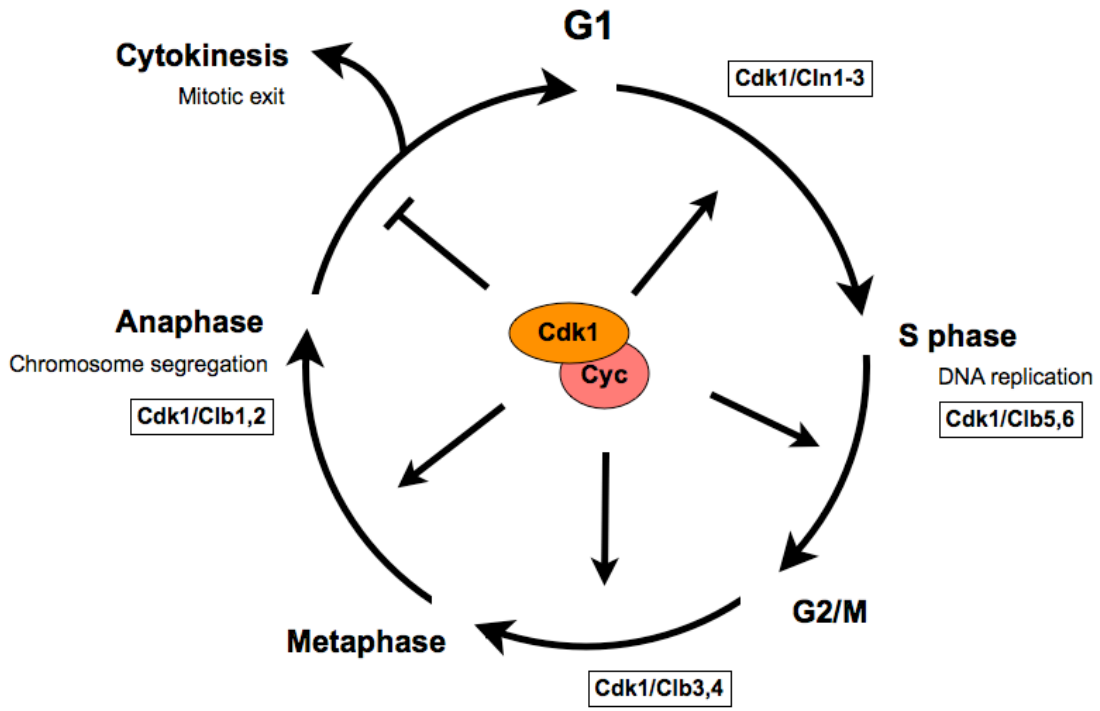 G1
Cytokinesis
Mitotic exit
Cdk1/Cln1-3
Anaphase
Chromosome segregation
Cdk1/Clb1,2
Cdk1
Cyc
S phase
DNA replication
Cdk1/Clb5,6
G2/M
Metaphase
Cdk1/Clb3,4